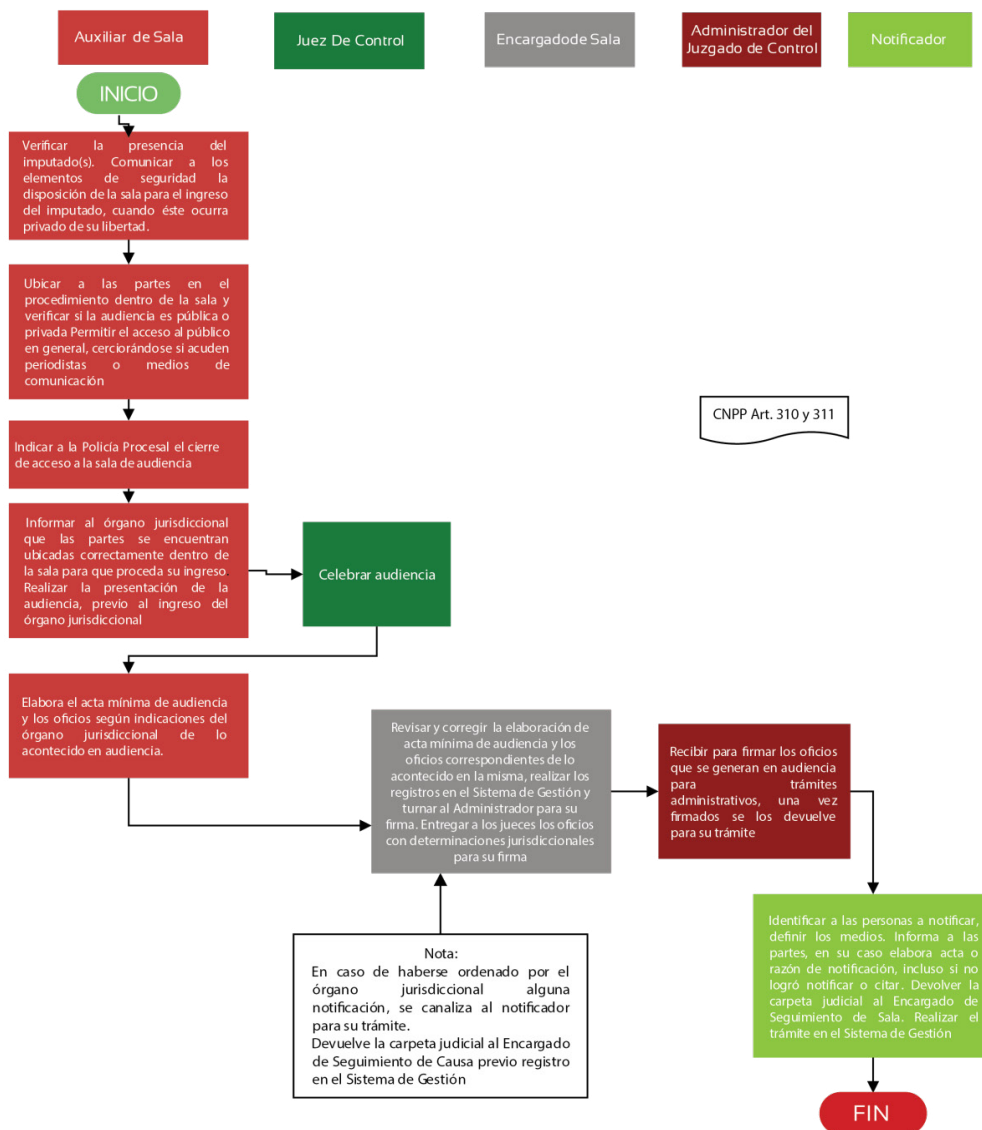 Auxiliar de Sala
Juez De Control
Encargadode Sala
Administrador del
Juzgado de Control
Notificador
INICIO
Verificar la presencia del
imputado(s). Comunicar a los
elementos de seguridad la
disposición de la sala para el ingreso
del imputado, cuando éste ocurra
privado de su libertad.
Ubicar a las partes en el
procedimiento dentro de la sala y
verificar si la audiencia es pública o
privada Permitir el acceso al público
en general, cerciorándose si acuden
períodistas o medios de
comunicación
CNPP Art. 310 y 311
Indicar a la Policía Procesal el cierre
de acceso a la sala de audiencia
Informar al órgano jurisdiccional
que las partes se encuentran
ubicadas correctamente dentro de
la sala para que proceda su ingreso.
Realizar la presentación de la
audiencia, previo al ingreso del
órgano jurisdiccional
Celebrar audiencia
Elabora el acta mínima de audiencia
y los oficios según indicaciones del
órgano jurisdiccional de lo
acontecido en audiencia.
Revisar y corregir la elaboración de
acta mínima de audiencia y los
oficios correspondientes de lo
acontecido en la misma, realizar los
registros en el Sistema de Gestión y
turnar al Administrador para su
firma. Entregar a los jueces los oficios
con determinaciones jurisdiccionales
para su firma
Recibir para firmar los oficios
que se generan en audiencia
para trámites
administrativos, una vez
firmados se los devuelve
para su trámite
Nota:
En caso de haberse ordenado por el
órgano jurisdiccional alguna
notificación, se canaliza al notificador
para su trámite.
Devuelve la carpeta judicial al Encargado
de Seguimiento de Causa previo registro
en el Sistema de Gestión
Identificar a las personas a notificar,
definir los medios. Informa a las
partes, en su caso elabora acta o
razón de notificación, incluso si no
logró notificar o citar. Devolver la
carpeta judicial al Encargado de
Seguimiento de Sala. Realizar el
trámite en el Sistema de Gestión
FIN